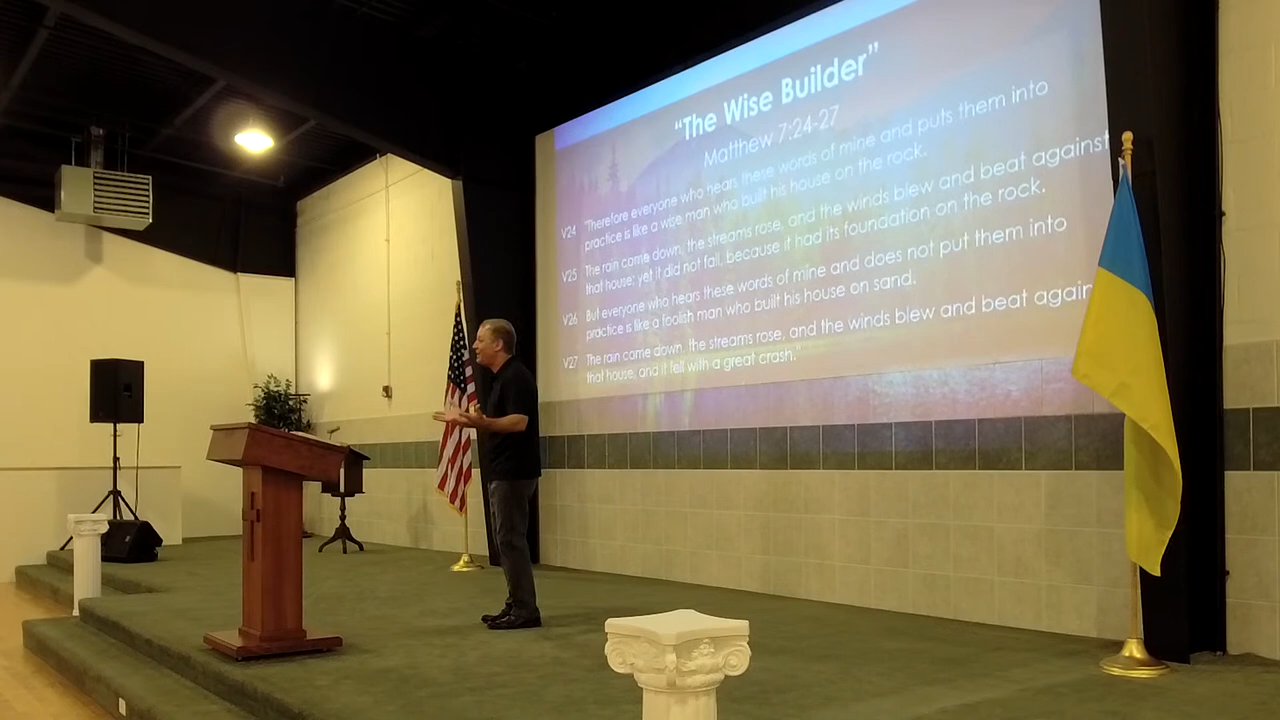 “The Wise Builder”
Matthew 7:24-27
V24 “Therefore everyone who hears these words of mine and puts them into
practice is like a wise man who built his house on the rock.
V25 The rain came down, the streams rose, and the winds blew and beat against
that house; yet it did not fall, because it had its foundation on the rock.
V26 But everyone who hears these words of mine and does not put them into
practice is like a foolish man who built his house on sand.
V27 The rain came down, the streams rose, and the winds blew and beat again
that house, and it fell with a great crash.”